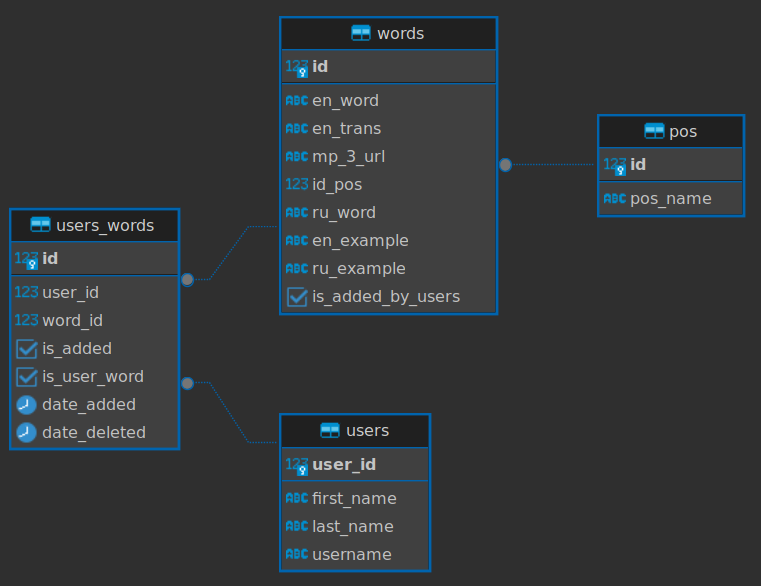 words
123 id
ABC en_word
ABC en_trans
ABC mp_3_url
123 id_pos
ABC ru_word
ABC en_example
ABC ru_example
is_added_by_users
pos
123 id
ABC pos_name
users_words
123 id
123 user_id
123 word_id
is_added
is_user_word
date_added
date_deleted
users
123 user_id
ABC first_name
ABC last_name
ABC username